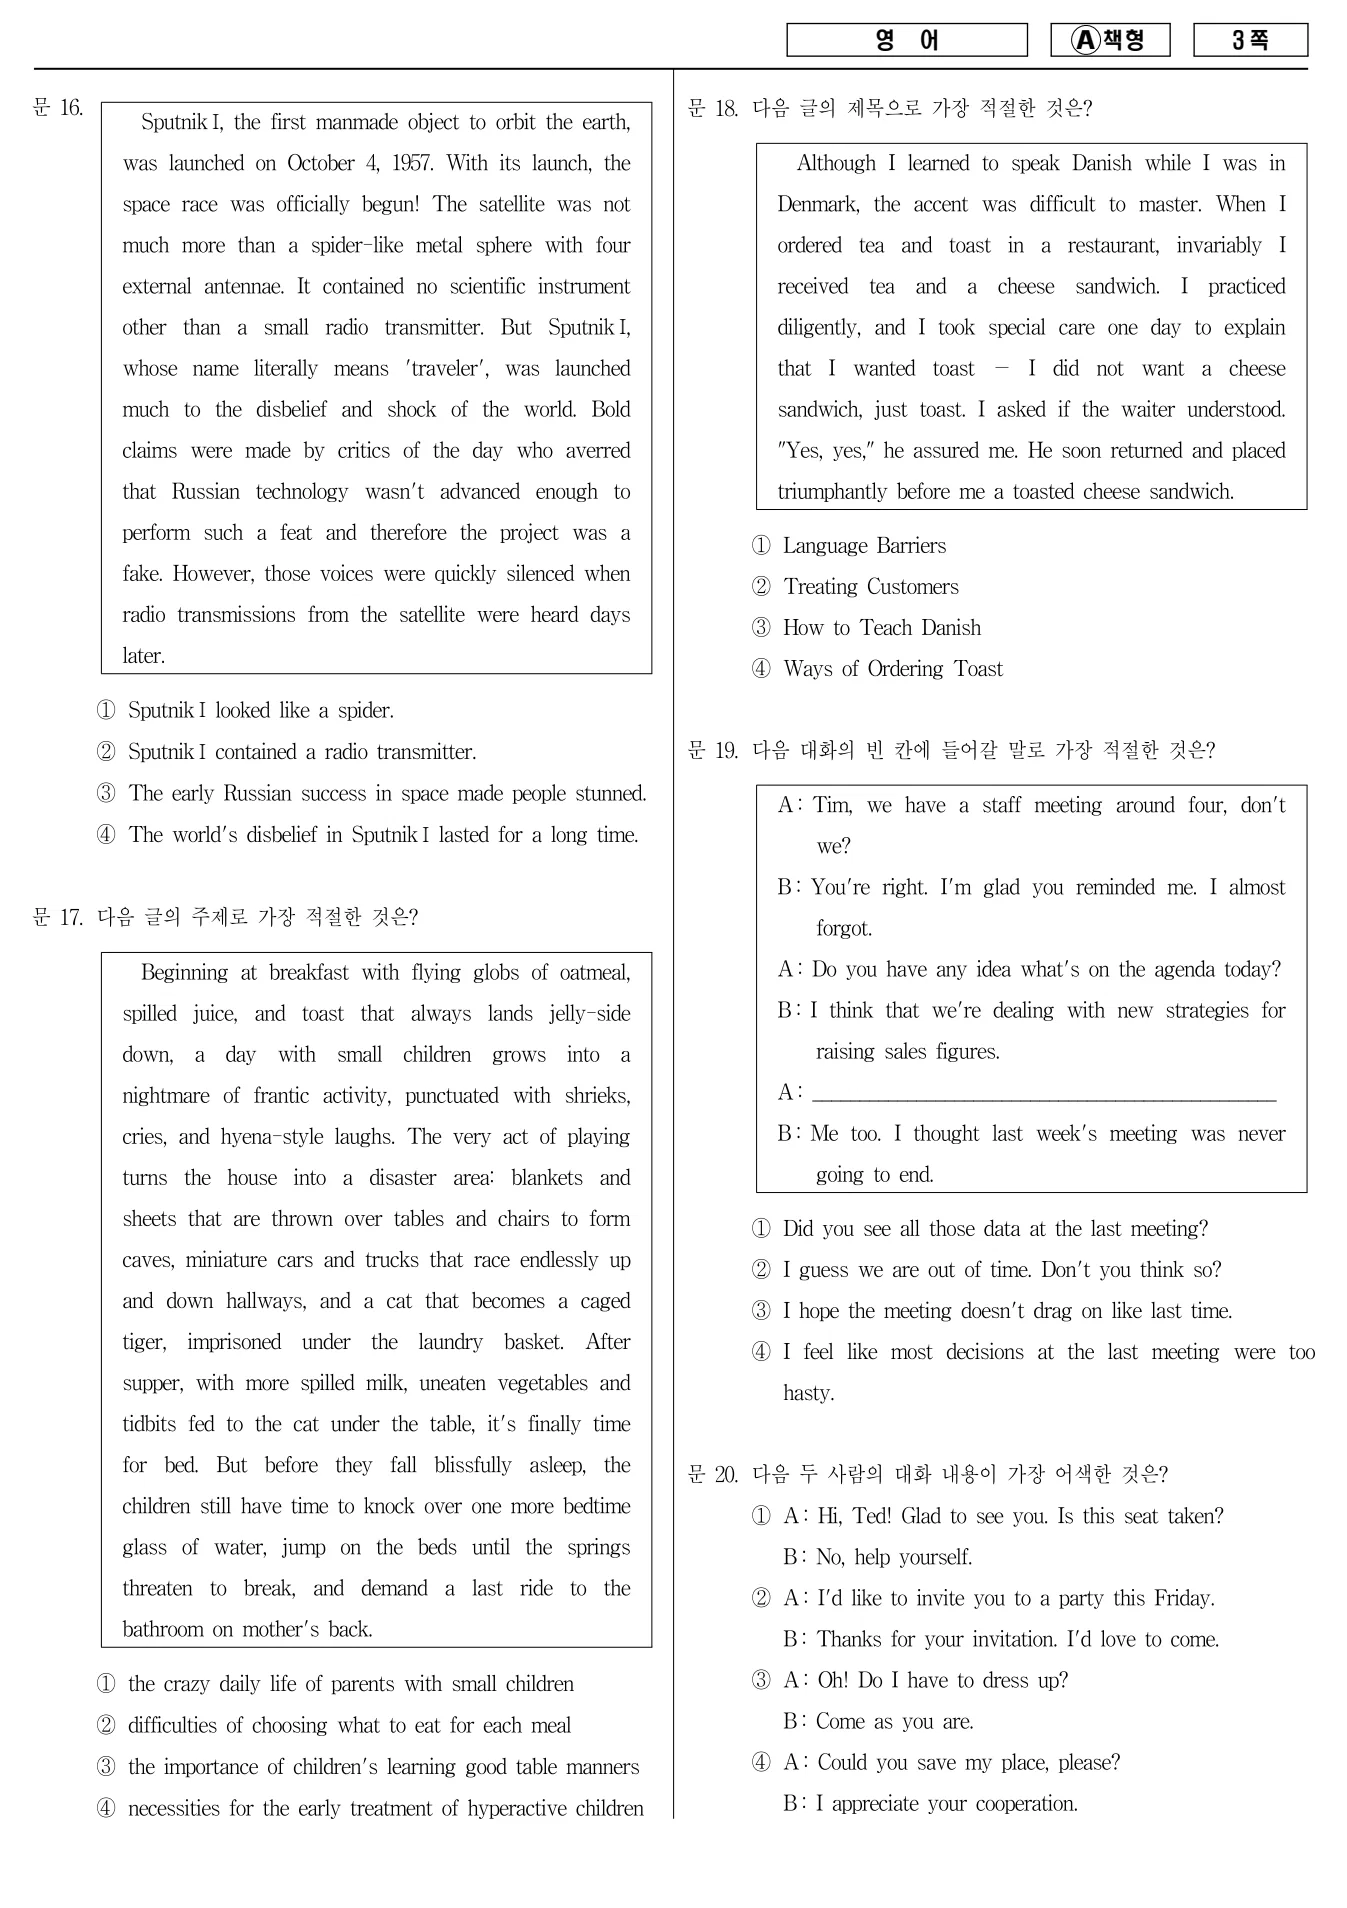 영 어
Ⓐ책형
3쪽
문 16.
Sputnik I, the first manmade object to orbit the earth,
was launched on October 4, 1957. With its launch, the
space race was officially begun! The satellite was not
much more than a spider-like metal sphere with four
external antennae. It contained no scientific instrument
other than a small radio transmitter. But Sputnik I,
whose name literally means 'traveler', was launched
much to the disbelief and shock of the world. Bold
claims were made by critics of the day who averred
that Russian technology wasn't advanced enough to
perform such a feat and therefore the project was a
fake. However, those voices were quickly silenced when
radio transmissions from the satellite were heard days
later.
① Sputnik I looked like a spider.
② Sputnik I contained a radio transmitter.
③ The early Russian success in space made people stunned.
④ The world's disbelief in Sputnik I lasted for a long time.
문 17. 다음 글의 주제로 가장 적절한 것은?
Beginning at breakfast with flying globs of oatmeal,
spilled juice, and toast that always lands jelly-side
down, a day with small children grows into a
nightmare of frantic activity, punctuated with shrieks,
cries, and hyena-style laughs. The very act of playing
turns the house into a disaster area: blankets and
sheets that are thrown over tables and chairs to form
caves, miniature cars and trucks that race endlessly up
and down hallways, and a cat that becomes a caged
tiger, imprisoned under the laundry basket. After
supper, with more spilled milk, uneaten vegetables and
tidbits fed to the cat under the table, it's finally time
for bed. But before they fall blissfully asleep, the
children still have time to knock over one more bedtime
glass of water, jump on the beds until the springs
threaten to break, and demand a last ride to the
bathroom on mother's back.
① the crazy daily life of parents with small children
② difficulties of choosing what to eat for each meal
③ the importance of children's learning good table manners
④ necessities for the early treatment of hyperactive children
문 18. 다음 글의 제목으로 가장 적절한 것은?
Although I learned to speak Danish while I was in
Denmark, the accent was difficult to master. When I
ordered tea and toast in a restaurant, invariably I
received tea and a cheese sandwich. I practiced
diligently, and I took special care one day to explain
that I wanted toast － I did not want a cheese
sandwich, just toast. I asked if the waiter understood.
"Yes, yes," he assured me. He soon returned and placed
triumphantly before me a toasted cheese sandwich.
① Language Barriers
② Treating Customers
③ How to Teach Danish
④ Ways of Ordering Toast
문 19. 다음 대화의 빈 칸에 들어갈 말로 가장 적절한 것은?
A: Tim, we have a staff meeting around four, don't
we?
B: You're right. I'm glad you reminded me. I almost
forgot.
A: Do you have any idea what's on the agenda today?
B: I think that we're dealing with new strategies for
raising sales figures.
A: ______________________________
B: Me too. I thought last week's meeting was never
going to end.
① Did you see all those data at the last meeting?
② I guess we are out of time. Don't you think so?
③ I hope the meeting doesn't drag on like last time.
④ I feel like most decisions at the last meeting were too
hasty.
문 20. 다음 두 사람의 대화 내용이 가장 어색한 것은?
① A: Hi, Ted! Glad to see you. Is this seat taken?
B: No, help yourself.
② A: I'd like to invite you to a party this Friday.
B: Thanks for your invitation. I'd love to come.
③ A: Oh! Do I have to dress up?
B: Come as you are.
④ A: Could you save my place, please?
B: I appreciate your cooperation.